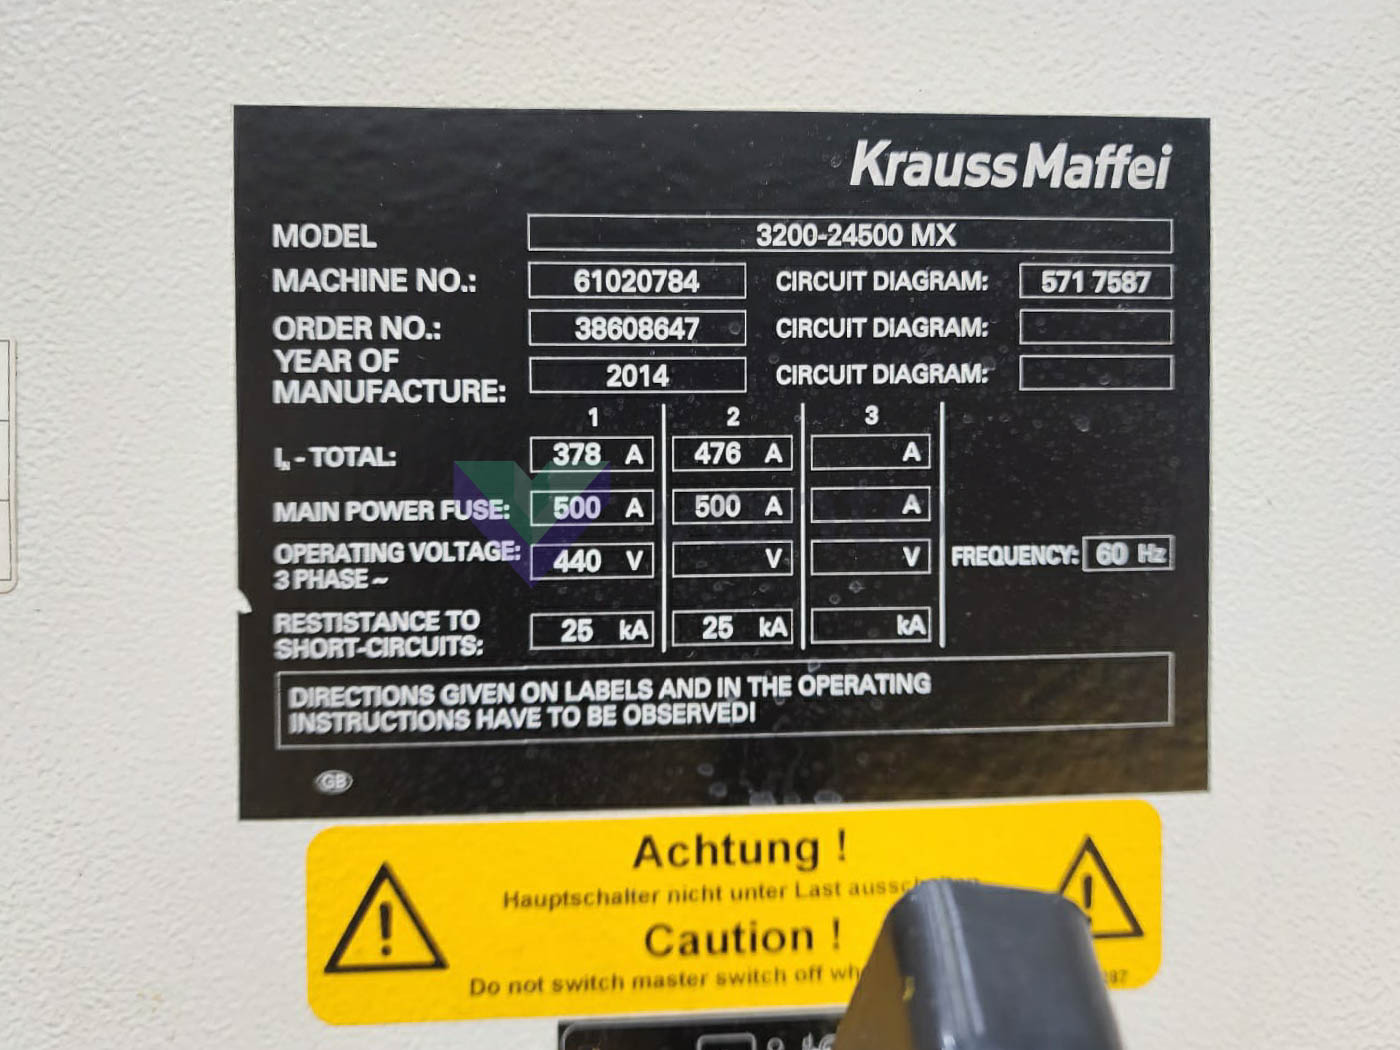 KraussMaffei
MODEL 3200-24500 MX
MACHINE NO.: 61020784 CIRCUIT DIAGRAM: 571 7587
ORDER NO.: 38608647 CIRCUIT DIAGRAM:
YEAR OF
MANUFACTURE: 2014 CIRCUIT DIAGRAM:
1 2 3
IN - TOTAL: 378 A 476 A A
MAIN POWER FUSE: 500 A 500 A A
OPERATING VOLTAGE:
3 PHASE ~ 440 V V V FREQUENCY: 60 Hz
RESTISTANCE TO
SHORT-CIRCUITS: 25 kA 25 kA kA
DIRECTIONS GIVEN ON LABELS AND IN THE OPERATING
INSTRUCTIONS HAVE TO BE OBSERVED!
GB
Achtung !
Hauptschalter nicht unter Last
Caution !
Do not switch master switch off